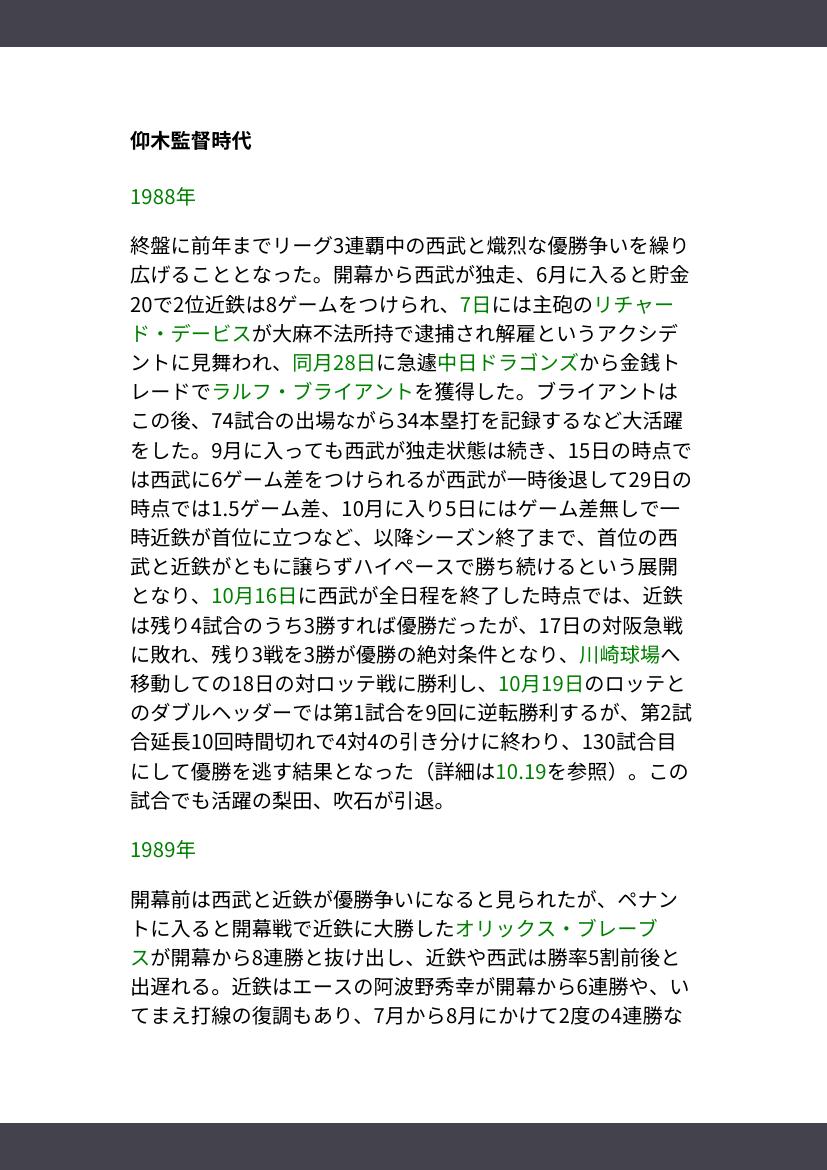 仰木監督時代
1988年
終盤に前年までリーグ3連覇中の西武と熾烈な優勝争いを繰り
広げることとなった。開幕から西武が独走、6月に入ると貯金
20で2位近鉄は8ゲームをつけられ、7日には主砲のリチャー
ド・デービスが大麻不法所持で逮捕され解雇というアクシデ
ントに見舞われ、同月28日に急遽中日ドラゴンズから金銭ト
レードでラルフ・ブライアントを獲得した。ブライアントは
この後、74試合の出場ながら34本塁打を記録するなど大活躍
をした。9月に入っても西武が独走状態は続き、15日の時点で
は西武に6ゲーム差をつけられるが西武が一時後退して29日の
時点では1.5ゲーム差、10月に入り5日にはゲーム差無しで一
時近鉄が首位に立つなど、以降シーズン終了まで、首位の西
武と近鉄がともに譲らずハイペースで勝ち続けるという展開
となり、10月16日に西武が全日程を終了した時点では、近鉄
は残り4試合のうち3勝すれば優勝だったが、17日の対阪急戦
に敗れ、残り3戦を3勝が優勝の絶対条件となり、川崎球場へ
移動しての18日の対ロッテ戦に勝利し、10月19日のロッテと
のダブルヘッダーでは第1試合を9回に逆転勝利するが、第2試
合延長10回時間切れで4対4の引き分けに終わり、130試合目
にして優勝を逃す結果となった（詳細は10.19を参照）。この
試合でも活躍の梨田、吹石が引退。
1989年
開幕前は西武と近鉄が優勝争いになると見られたが、ペナン
トに入ると開幕戦で近鉄に大勝したオリックス・ブレーブ
スが開幕から8連勝と抜け出し、近鉄や西武は勝率5割前後と
出遅れる。近鉄はエースの阿波野秀幸が開幕から6連勝や、い
てまえ打線の復調もあり、7月から8月にかけて2度の4連勝な